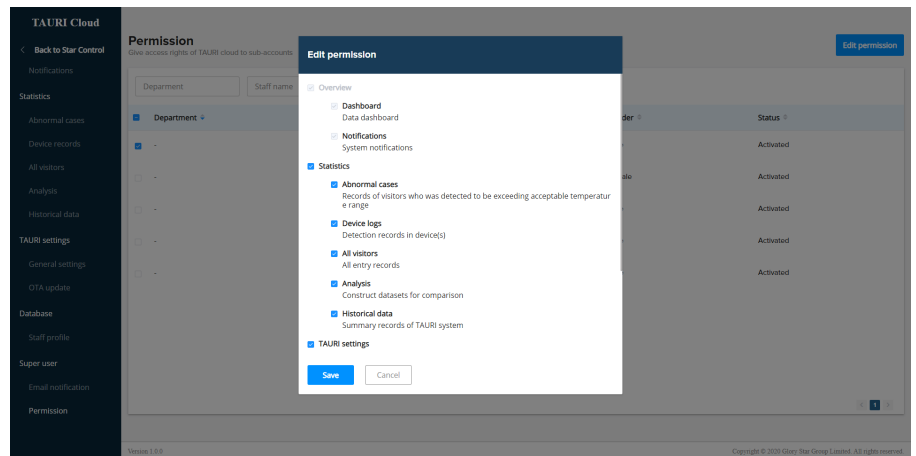 TAURI Cloud
Back to Star Control
Notifications
Statistics
Abnormal cases
Device records
All visitors
Analysis
Historical data
TAURI settings
General settings
OTA update
Database
Staff profile
Super user
Email notification
Permission
Permission
Give access rights of TAURI cloud to sub-accounts
Edit permission
Deparment
Staff name
Department
der
Status
-
Activated
-
ale
Activated
-
Activated
-
Activated
-
Activated
1
Edit permission
Overview
Dashboard
Data dashboard
Notifications
System notifications
Statistics
Abnormal cases
Records of visitors who was detected to be exceeding acceptable temperatur
e range
Device logs
Detection records in device(s)
All visitors
All entry records
Analysis
Construct datasets for comparison
Historical data
Summary records of TAURI system
TAURI settings
Save
Cancel
Version 1.0.0
Copyright © 2020 Glory Star Group Limited. All rights reserved.